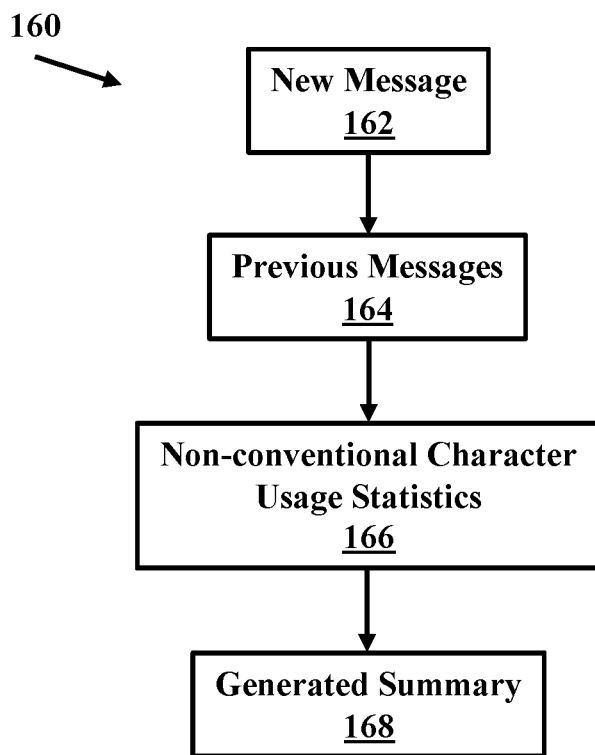 160
New Message
162
Previous Messages
164
Non-conventional Character
Usage Statistics
166
Generated Summary
168